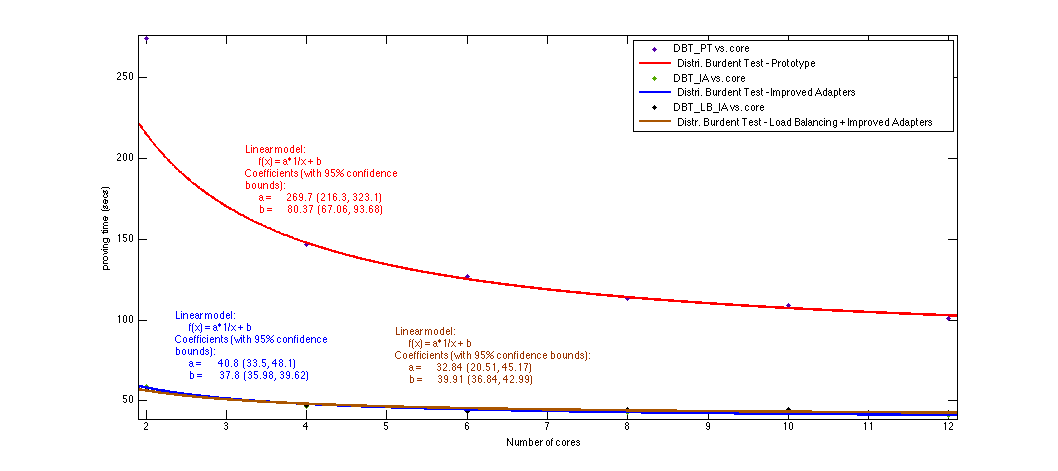 DBT_PT vs. core
Distri. Burdent Test - Prototype
DBT_IA vs. core
Distri. Burdent Test - Improved Adapters
DBT_LB_IA vs. core
Distr. Burdent Test - Load Balancing + Improved Adapters
250
200
150
100
50
proving time (secs)
Linear model:
f(x) = a*1/x + b
Coefficients (with 95% confidence
bounds):
a = 269.7 (216.3, 323.1)
b = 80.37 (67.06, 93.68)
Linear model:
f(x) = a*1/x + b
Coefficients (with 95% confidence
bounds):
a = 40.8 (33.5, 48.1)
b = 37.8 (35.98, 39.62)
Linear model:
f(x) = a*1/x + b
Coefficients (with 95% confidence bounds):
a = 32.84 (20.51, 45.17)
b = 39.91 (36.84, 42.99)
2 3 4 5 6 7 8 9 10 11 12
Number of cores